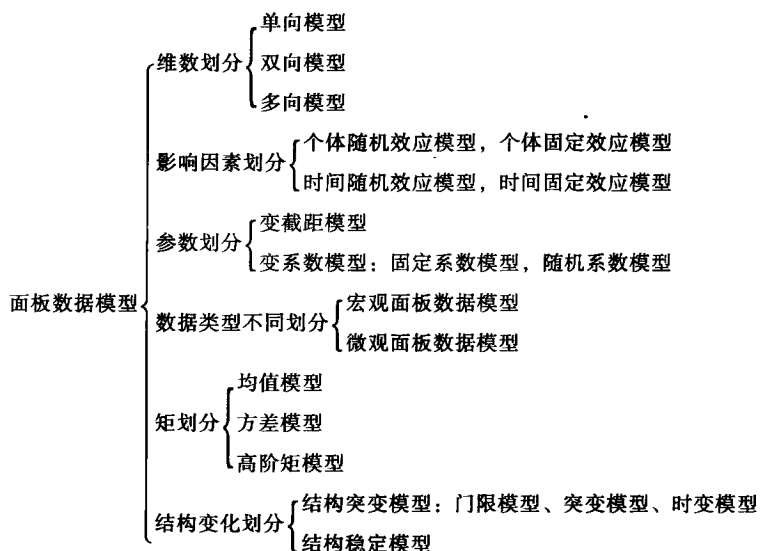 面板数据模型
维数划分
单向模型
双向模型
多向模型
影响因素划分
个体随机效应模型，个体固定效应模型
时间随机效应模型，时间固定效应模型
参数划分
变截距模型
变系数模型：固定系数模型，随机系数模型
数据类型不同划分
宏观面板数据模型
微观面板数据模型
矩划分
均值模型
方差模型
高阶矩模型
结构变化划分
结构突变模型：门限模型、突变模型、时变模型
结构稳定模型